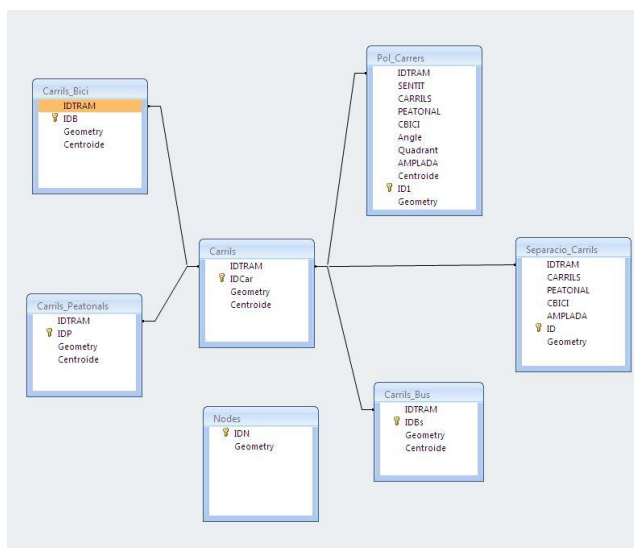 Carrils_Bici
IDTRAM
IDB
Geometry
Centroide
Pol_Carrers
IDTRAM
SENTIT
CARRILS
PEATONAL
CBICI
Angle
Quadrant
AMPLADA
Centroide
ID1
Geometry
Carrils
IDTRAM
IDCar
Geometry
Centroide
Separacio_Carrils
IDTRAM
CARRILS
PEATONAL
CBICI
AMPLADA
ID
Geometry
Carrils_Peatonals
IDTRAM
IDP
Geometry
Centroide
Nodes
IDN
Geometry
Carrils_Bus
IDTRAM
IDBs
Geometry
Centroide